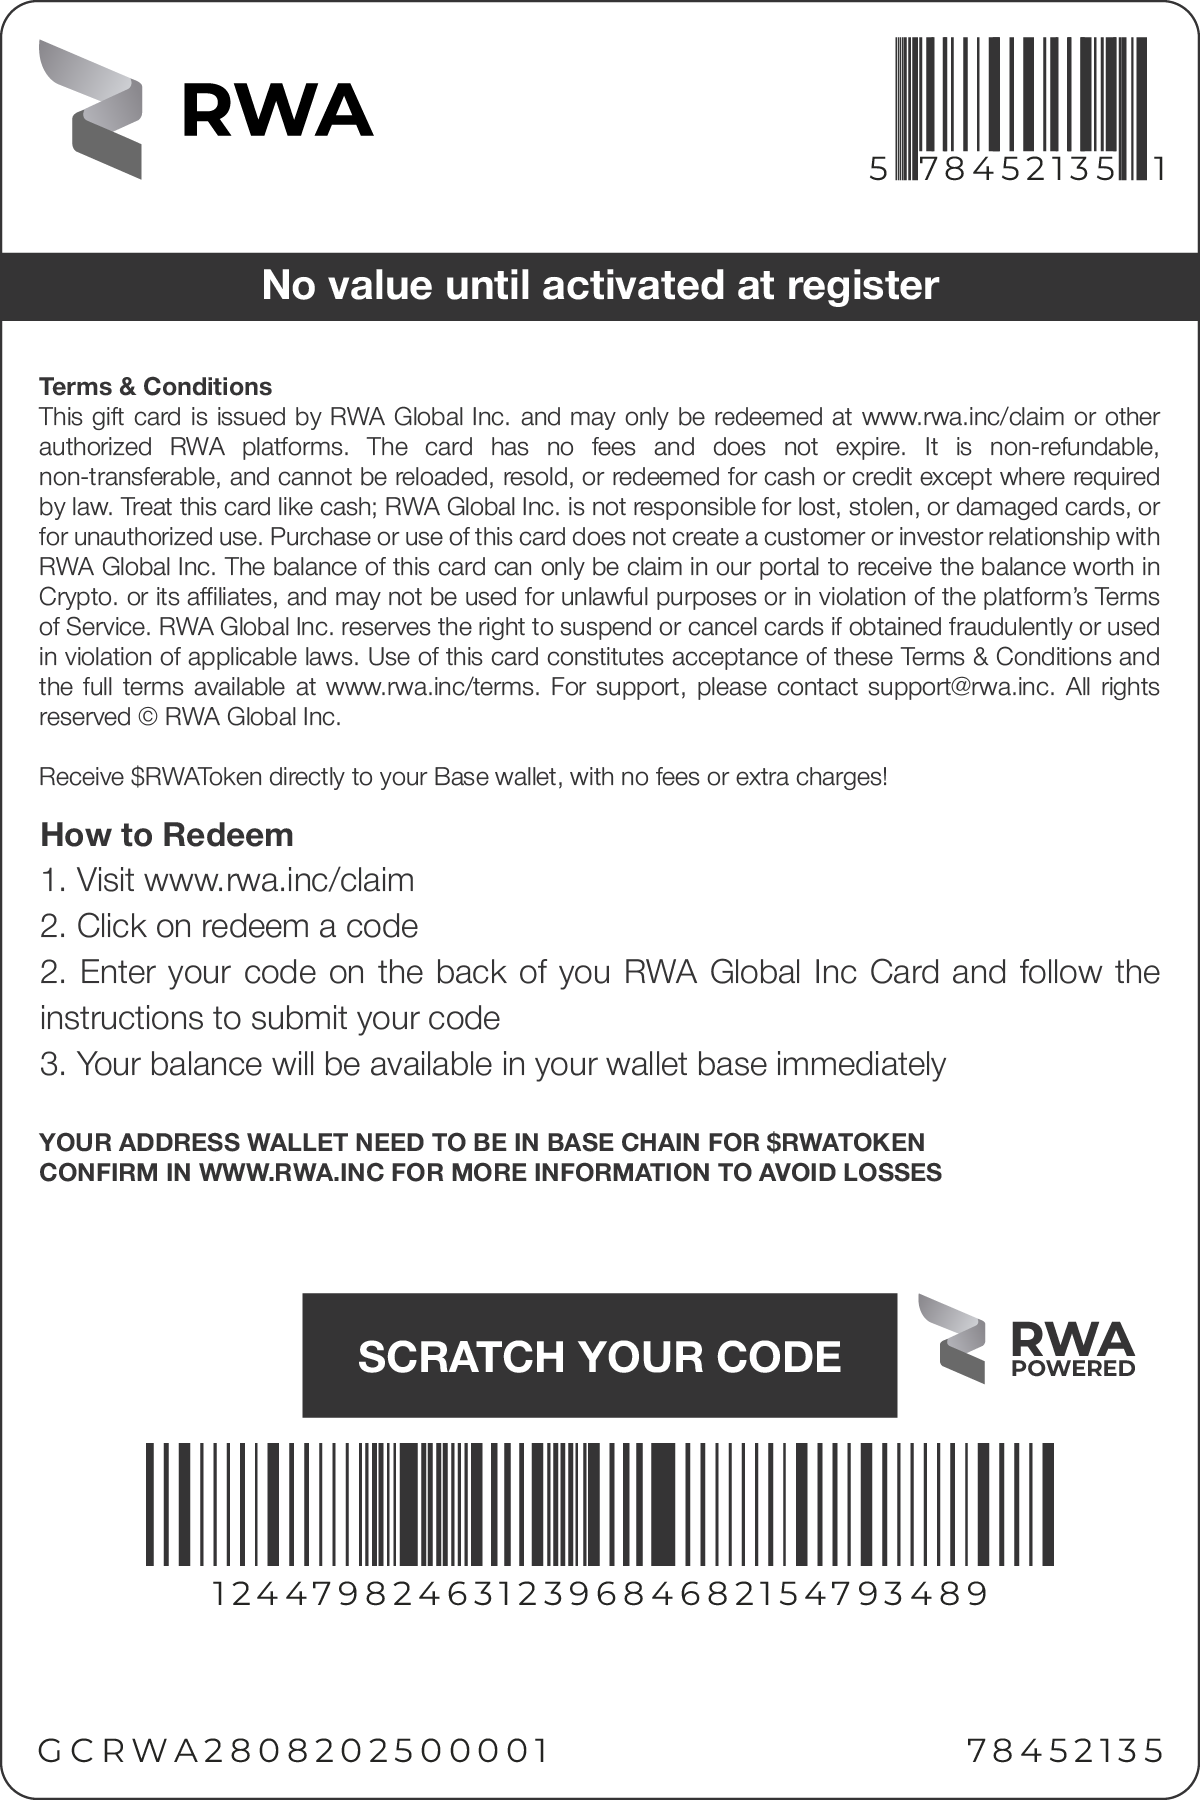 RWA
5 78452135 1
No value until activated at register
Terms & Conditions
This gift card is issued by RWA Global Inc. and may only be redeemed at www.rwa.inc/claim or other
authorized RWA platforms. The card has no fees and does not expire. It is non-refundable,
non-transferable, and cannot be reloaded, resold, or redeemed for cash or credit except where required
by law. Treat this card like cash; RWA Global Inc. is not responsible for lost, stolen, or damaged cards, or
for unauthorized use. Purchase or use of this card does not create a customer or investor relationship with
RWA Global Inc. The balance of this card can only be claim in our portal to receive the balance worth in
Crypto. or its affiliates, and may not be used for unlawful purposes or in violation of the platform’s Terms
of Service. RWA Global Inc. reserves the right to suspend or cancel cards if obtained fraudulently or used
in violation of applicable laws. Use of this card constitutes acceptance of these Terms & Conditions and
the full terms available at www.rwa.inc/terms. For support, please contact support@rwa.inc. All rights
reserved © RWA Global Inc.
Receive $RWAToken directly to your Base wallet, with no fees or extra charges!
How to Redeem
1. Visit www.rwa.inc/claim
2. Click on redeem a code
2. Enter your code on the back of you RWA Global Inc Card and follow the
instructions to submit your code
3. Your balance will be available in your wallet base immediately
YOUR ADDRESS WALLET NEED TO BE IN BASE CHAIN FOR $RWATOKEN
CONFIRM IN WWW.RWA.INC FOR MORE INFORMATION TO AVOID LOSSES
SCRATCH YOUR CODE
RWA
POWERED
124479824631239684682154793489
GCRWA2808202500001
78452135